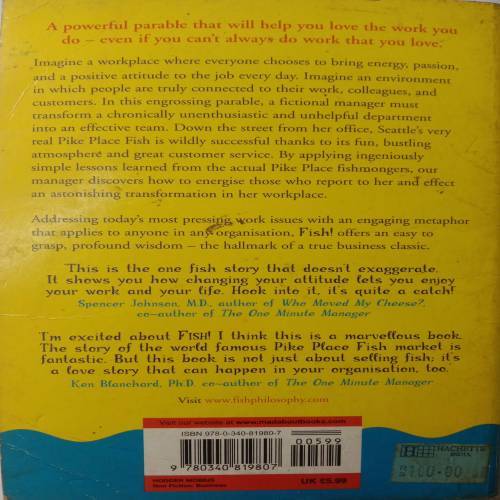 A powerful parable that will help you love the work you
do – even if you can't always do work that you love.
Imagine a workplace where everyone chooses to bring energy, passion,
and a positive attitude to the job every day. Imagine an environment
in which people are truly connected to their work, colleagues, and
customers. In this engrossing parable, a fictional manager must
transform a chronically unenthusiastic and unhelpful department
into an effective team. Down the street from her office, Seattle's very
real Pike Place Fish is wildly successful thanks to its fun, bustling
atmosphere and great customer service. By applying ingeniously
simple lessons learned from the actual Pike Place fishmongers, our
manager discovers how to energise those who report to her and effect
an astonishing transformation in her workplace.
Addressing today's most pressing work issues with an engaging metaphor
that applies to anyone in any organisation, Fish! offers an easy to
grasp, profound wisdom – the hallmark of a true business classic.
This is the one fish story that doesn't exaggerate.
It shows you how changing your attitude lets you enjoy
your work and your life. Hook into it, it's quite a catch!
Spencer Johnson, M.D., author of Who Moved My Cheese?,
co-author of The One Minute Manager
I'm excited about FISH! I think this is a marvellous book.
The story of the world famous Pike Place Fish market is
fantastic. But this book is not just about selling fish; it's
a love story that can happen in your organisation, too.
Ken Blanchard, Ph.D. co-author of The One Minute Manager
Visit www.fishphilosophy.com
Visit our website at www.madaboutbooks.com
ISBN 978-0-340-81980-7
00599
9 780340 819807
HODDER MOBIUS
Non Fiction: Business
UK £5.99
HACHETTE
INDIA